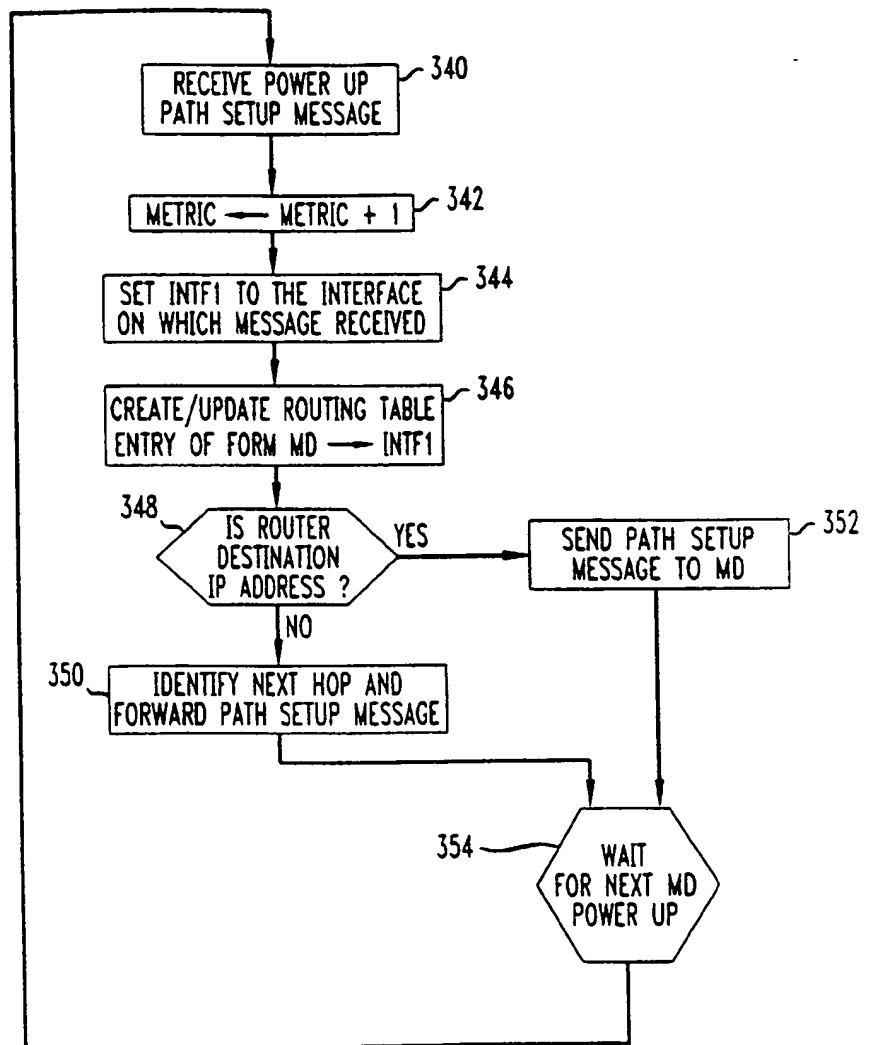 RECEIVE POWER UP
PATH SETUP MESSAGE
340
METRIC ← METRIC + 1
342
SET INTF1 TO THE INTERFACE
ON WHICH MESSAGE RECEIVED
344
CREATE/UPDATE ROUTING TABLE
ENTRY OF FORM MD → INTF1
346
348
IS ROUTER
DESTINATION
IP ADDRESS ?
YES
SEND PATH SETUP
MESSAGE TO MD
352
NO
350
IDENTIFY NEXT HOP AND
FORWARD PATH SETUP MESSAGE
354
WAIT
FOR NEXT MD
POWER UP